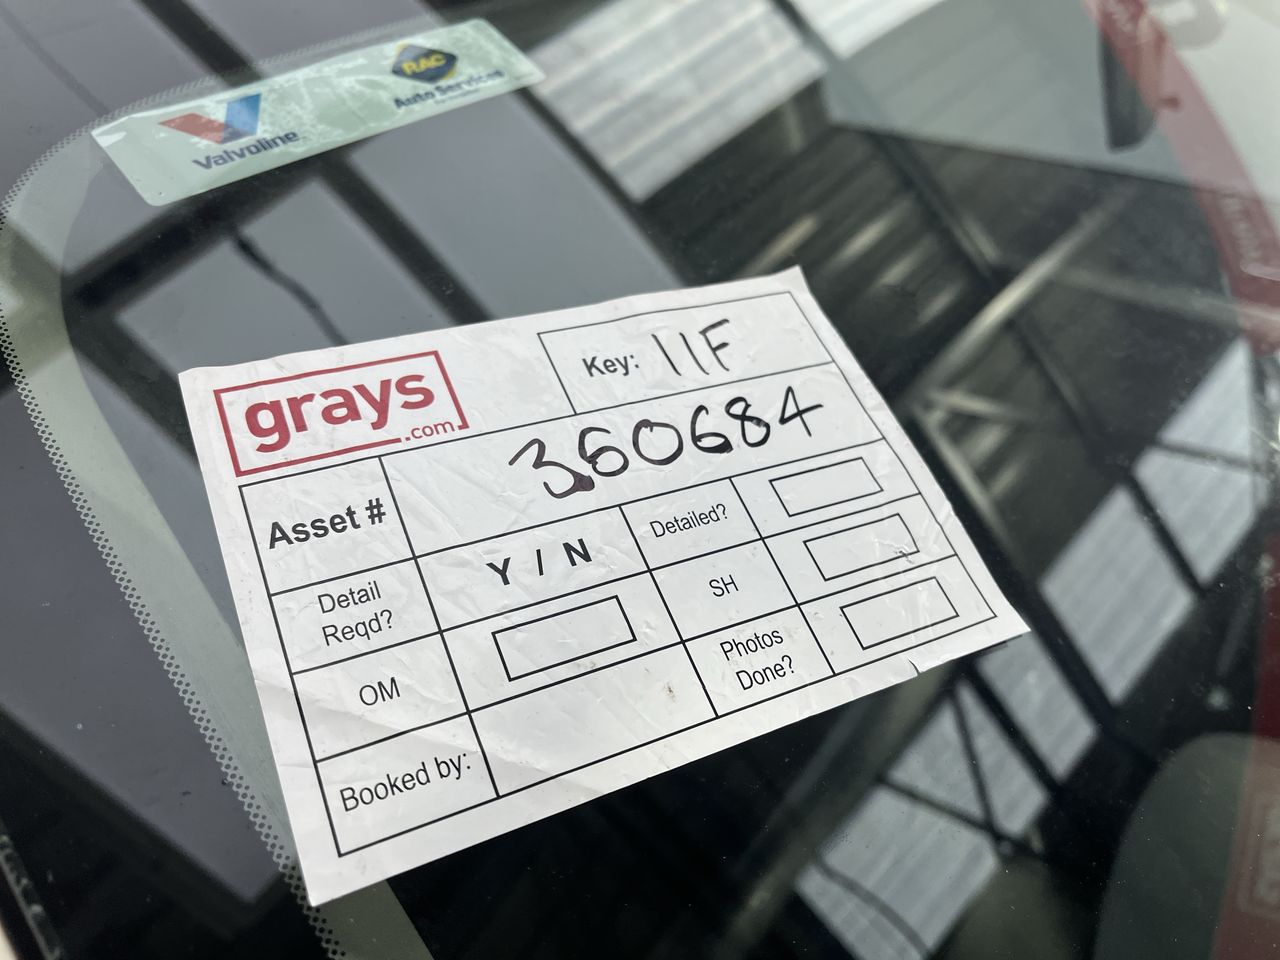 RAC
Auto Services
Valvoline
grays
.com
Key: 11F
Asset # 360684
Detail Reqd? Y / N Detailed?
OM SH
Booked by: Photos Done?